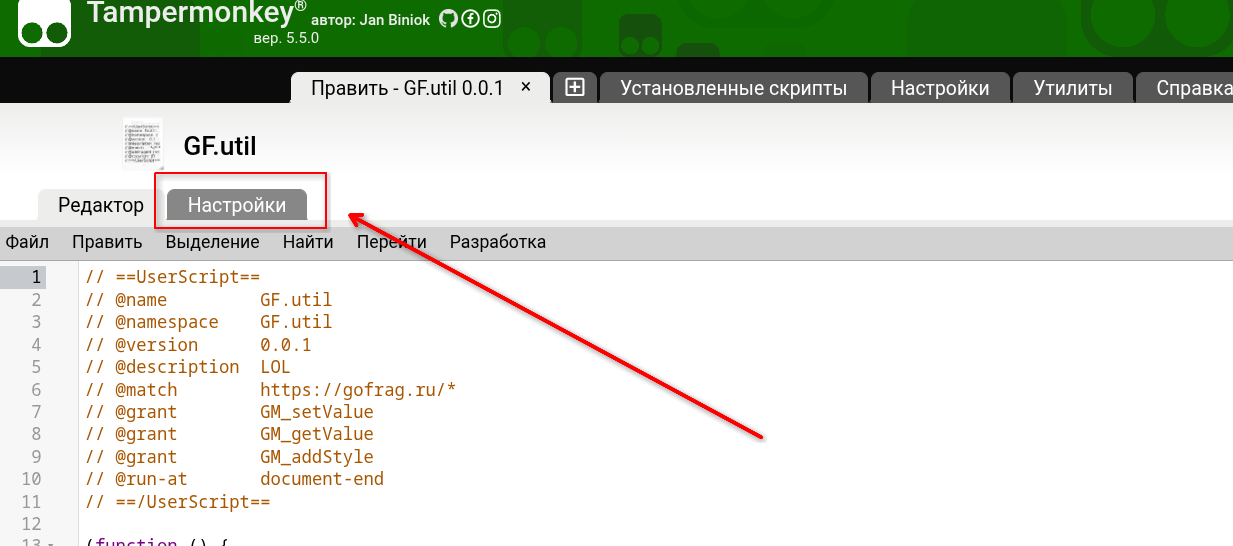 Tampermonkey® автор: Jan Biniok
вер. 5.5.0
Править - GF.util 0.0.1 × Установленные скрипты Настройки Утилиты Справка
GF.util
Редактор Настройки
Файл Править Выделение Найти Перейти Разработка
1 // ==UserScript==
2 // @name GF.util
3 // @namespace GF.util
4 // @version 0.0.1
5 // @description LOL
6 // @match https://gofrag.ru/*
7 // @grant GM_setValue
8 // @grant GM_getValue
9 // @grant GM_addStyle
10 // @run-at document-end
11 // ==/UserScript==
12
13 (function () {